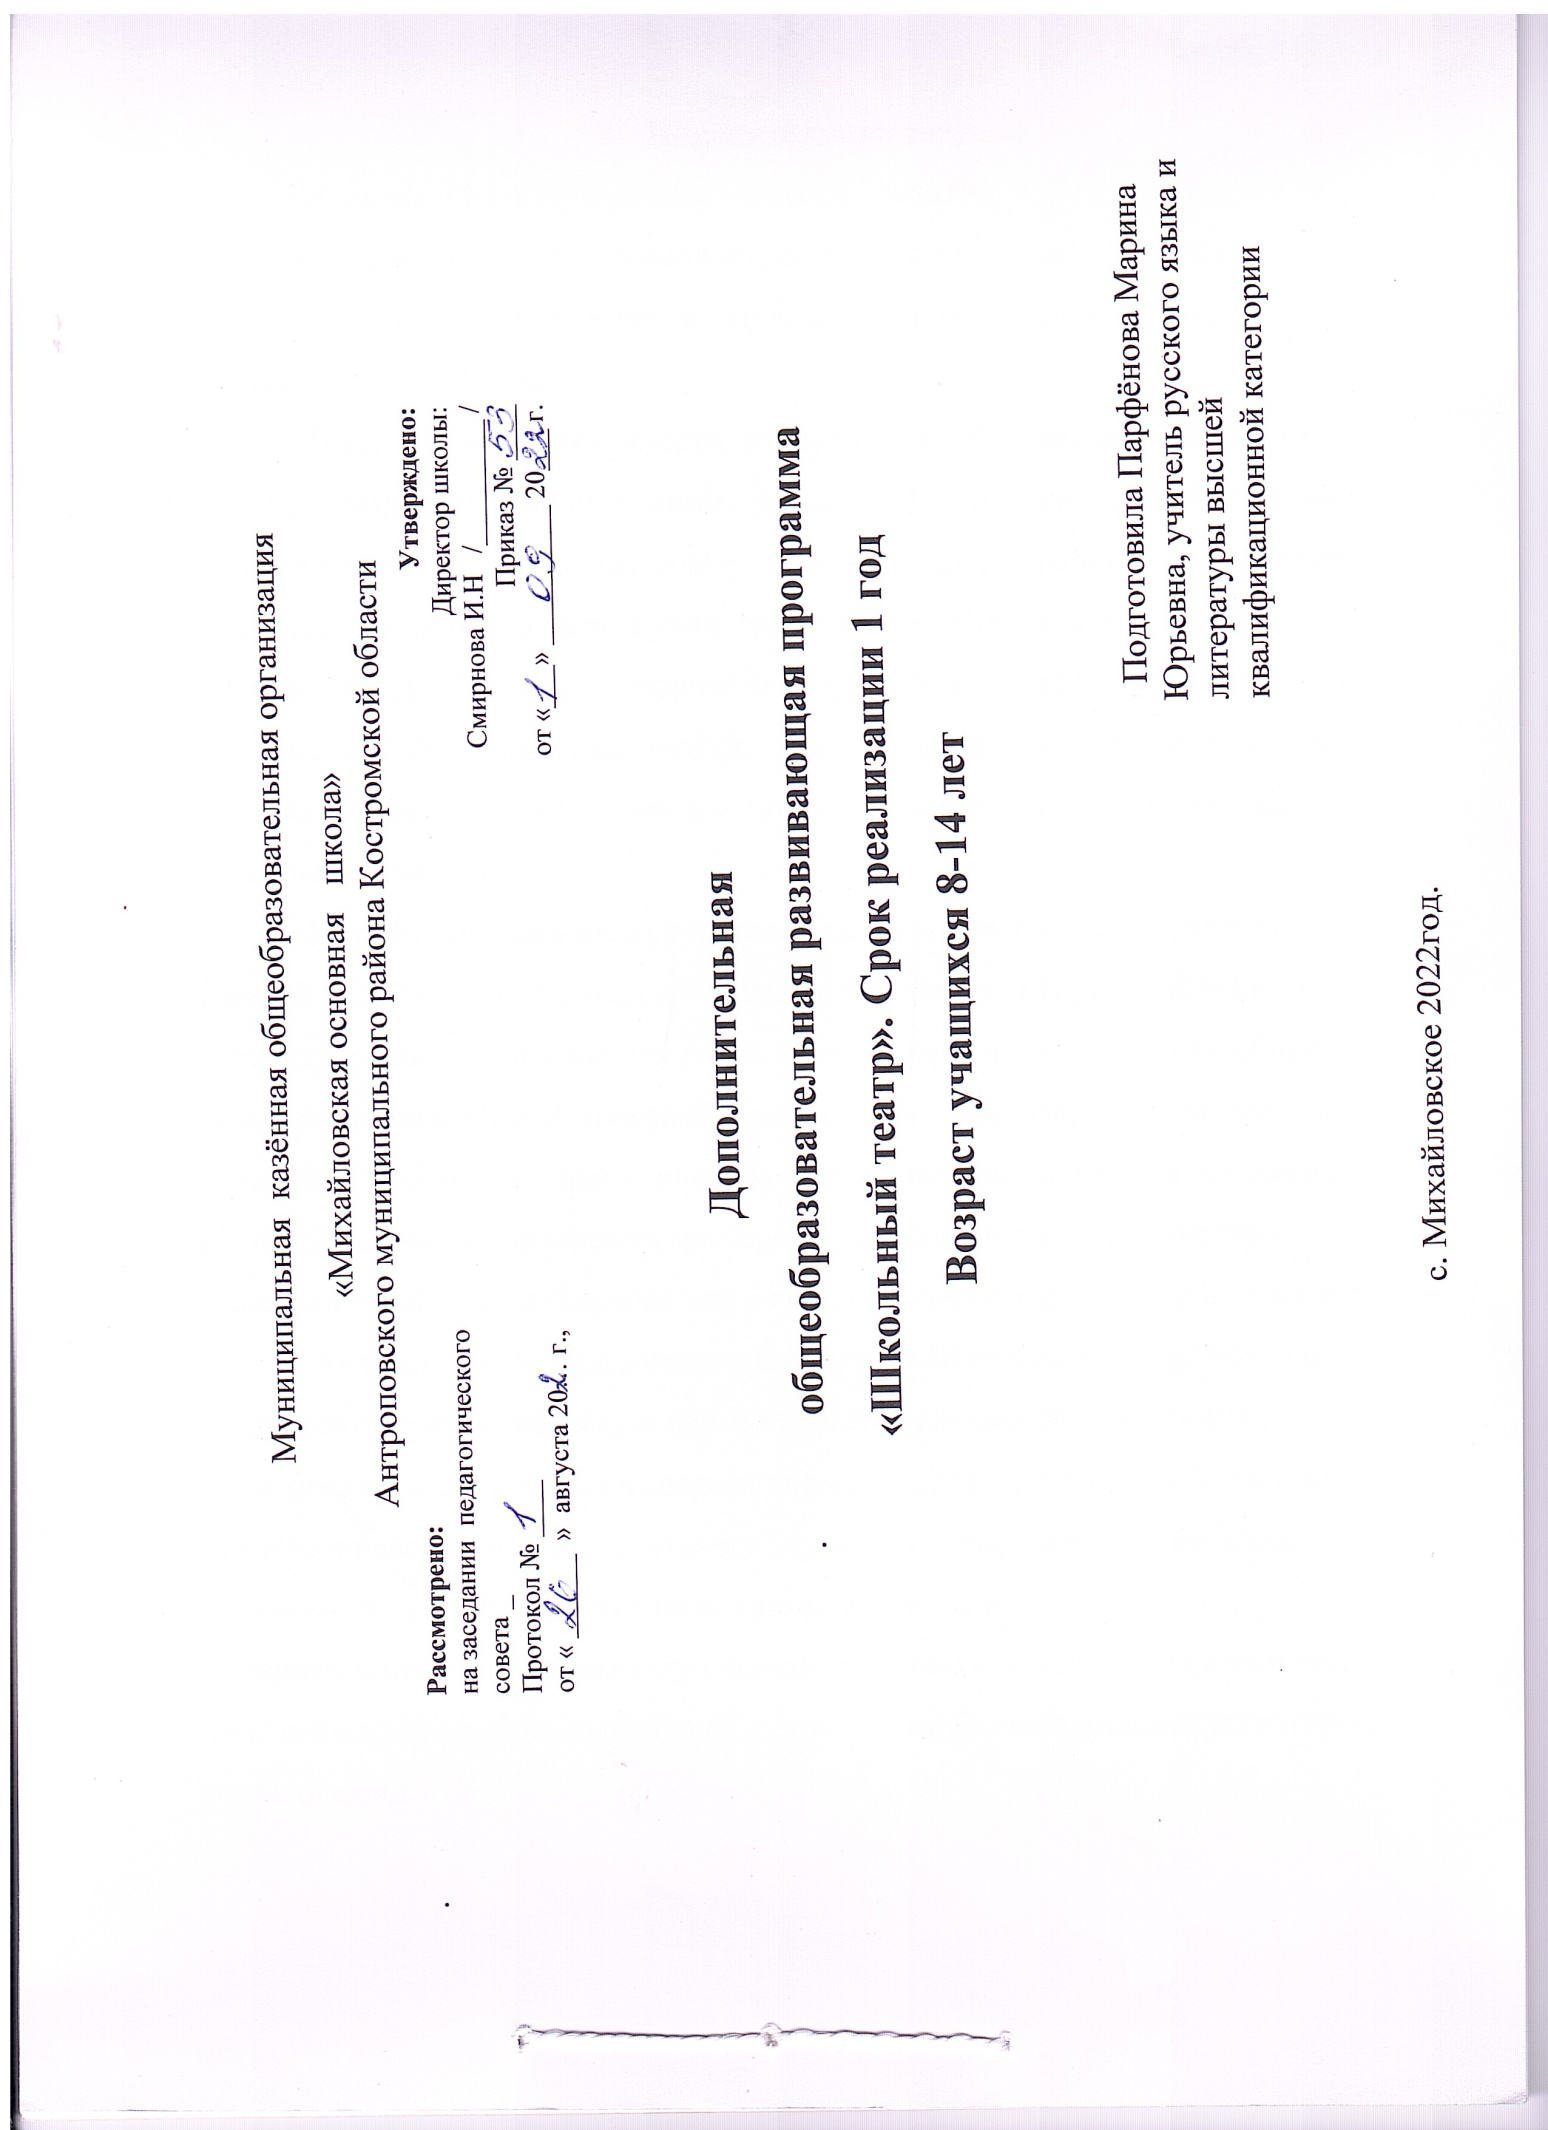 Муниципальная казённая общеобразовательная организация
«Михайловская основная школа»
Антроповского муниципального района Костромской области
Рассмотрено:
на заседании педагогического
совета _
Протокол № 1
от « 26 » августа 202. г.,
Утверждено:
Директор школы:
Смирнова И.Н /_________/
Приказ № 53
от «1» 09 2022г.
Дополнительная
общеобразовательная развивающая программа
«Школьный театр». Срок реализации 1 год
Возраст учащихся 8-14 лет
Подготовила Парфёнова Марина
Юрьевна, учитель русского языка и
литературы высшей
квалификационной категории
с. Михайловское 2022год.